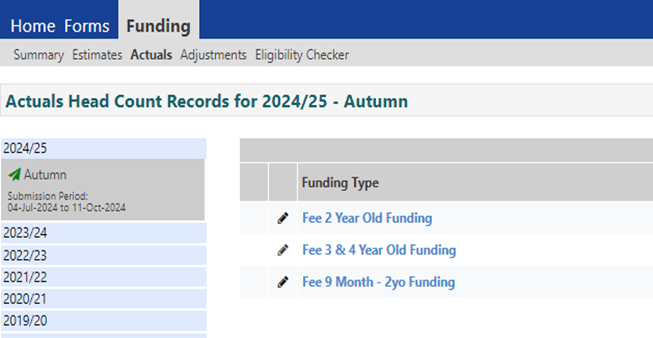 Home Forms Funding
Summary Estimates Actuals Adjustments Eligibility Checker
Actuals Head Count Records for 2024/25 - Autumn
2024/25
Autumn
Submission Period:
04-Jul-2024 to 11-Oct-2024
2023/24
2022/23
2021/22
2020/21
2019/20
Funding Type
Fee 2 Year Old Funding
Fee 3 & 4 Year Old Funding
Fee 9 Month - 2yo Funding